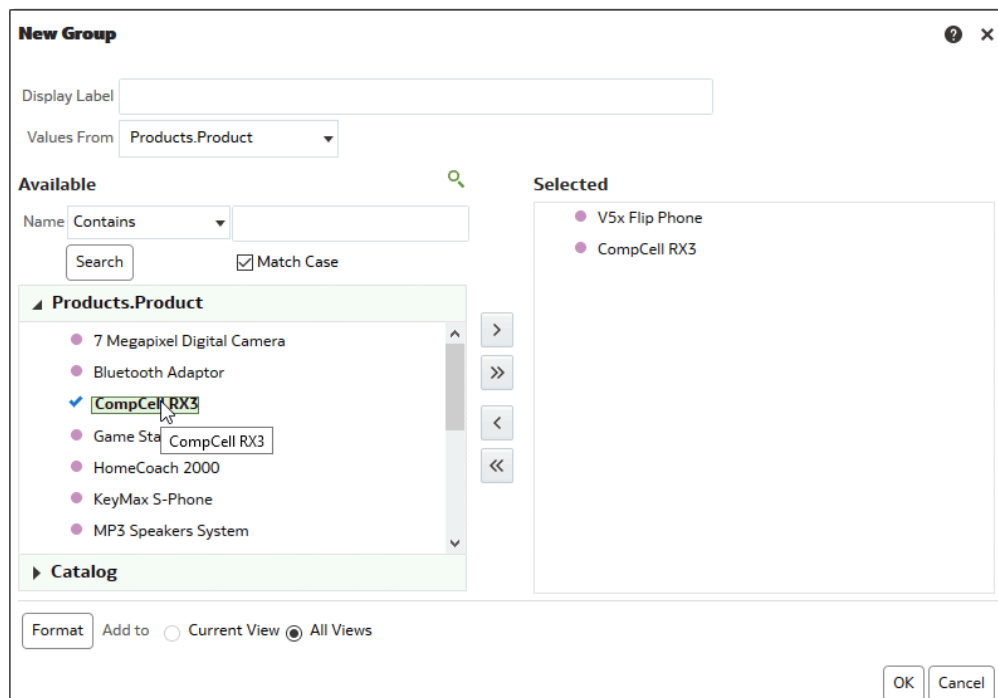 New Group
Display Label
Values From Products.Product
Available
Selected
Name Contains
Search Match Case
V5x Flip Phone
CompCell RX3
Products.Product
7 Megapixel Digital Camera
Bluetooth Adaptor
CompCell RX3
Game Sta
CompCell RX3
HomeCoach 2000
KeyMax S-Phone
MP3 Speakers System
Catalog
Format Add to Current View All Views
OK Cancel